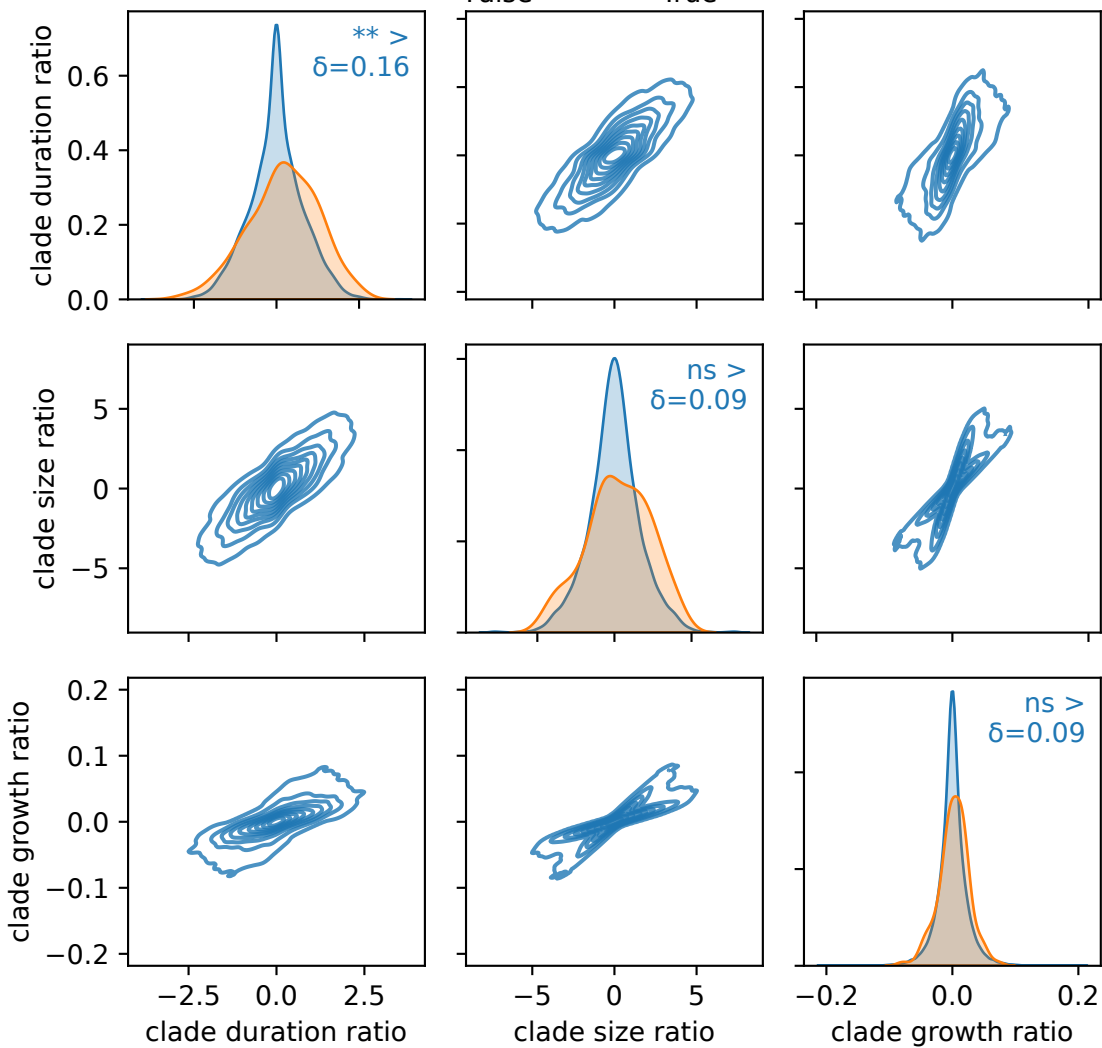 clade duration ratio
0.6
0.4
0.2
0.0
** >
δ=0.16
clade size ratio
5
0
−5
ns >
δ=0.09
clade growth ratio
0.2
0.1
0.0
−0.1
−0.2
ns >
δ=0.09
−2.5 0.0 2.5
clade duration ratio
−5 0 5
clade size ratio
−0.2 0.0 0.2
clade growth ratio